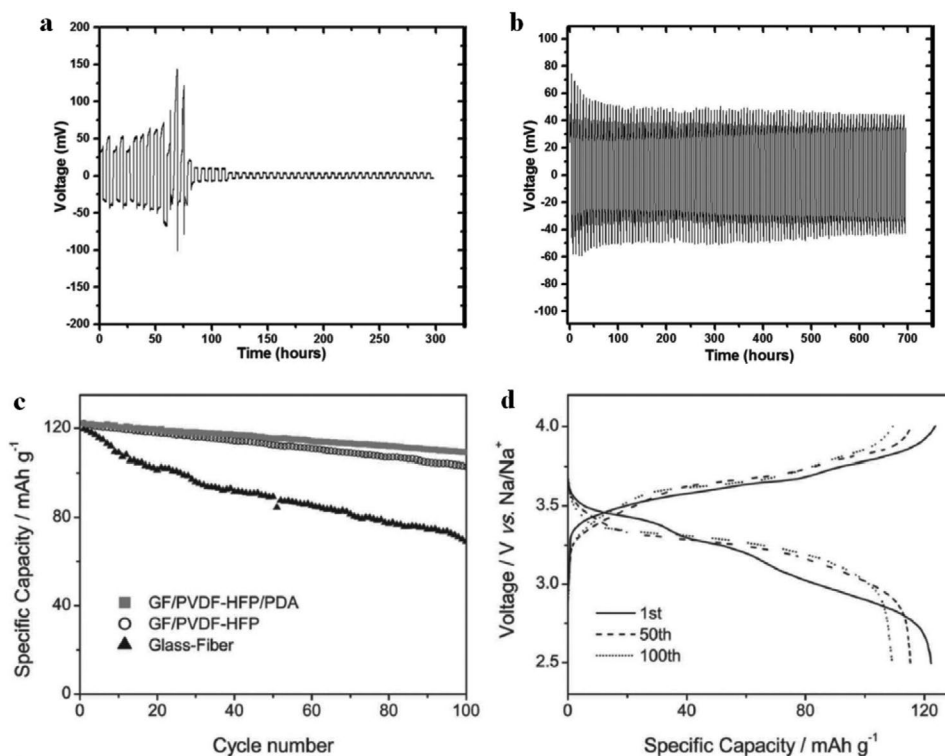 a
200
150
100
50
0
-50
-100
-150
-200
Voltage (mV)
0 50 100 150 200 250 300
Time (hours)
b
100
80
60
40
20
0
-20
-40
-60
-80
-100
Voltage (mV)
0 100 200 300 400 500 600 700
Time (hours)
c
120
80
40
0
Specific Capacity / mAh g⁻¹
GF/PVDF-HFP/PDA
GF/PVDF-HFP
Glass-Fiber
0 20 40 60 80 100
Cycle number
d
4.0
3.5
3.0
2.5
Voltage / V vs. Na/Na⁺
1st
50th
100th
0 40 80 120
Specific Capacity / mAh g⁻¹